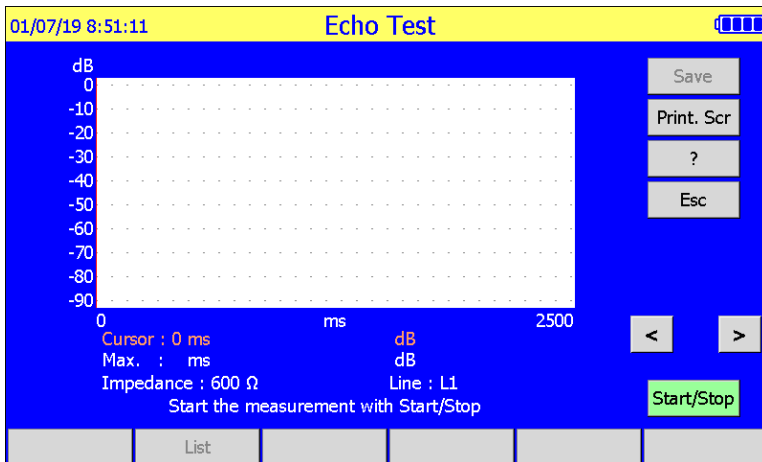 01/07/19 8:51:11 Echo Test
dB
0
-10
-20
-30
-40
-50
-60
-70
-80
-90
0 ms 2500
Cursor : 0 ms dB
Max. : ms dB
Impedance : 600 Ω Line : L1
Start the measurement with Start/Stop
Save
Print. Scr
?
Esc
< >
Start/Stop
List